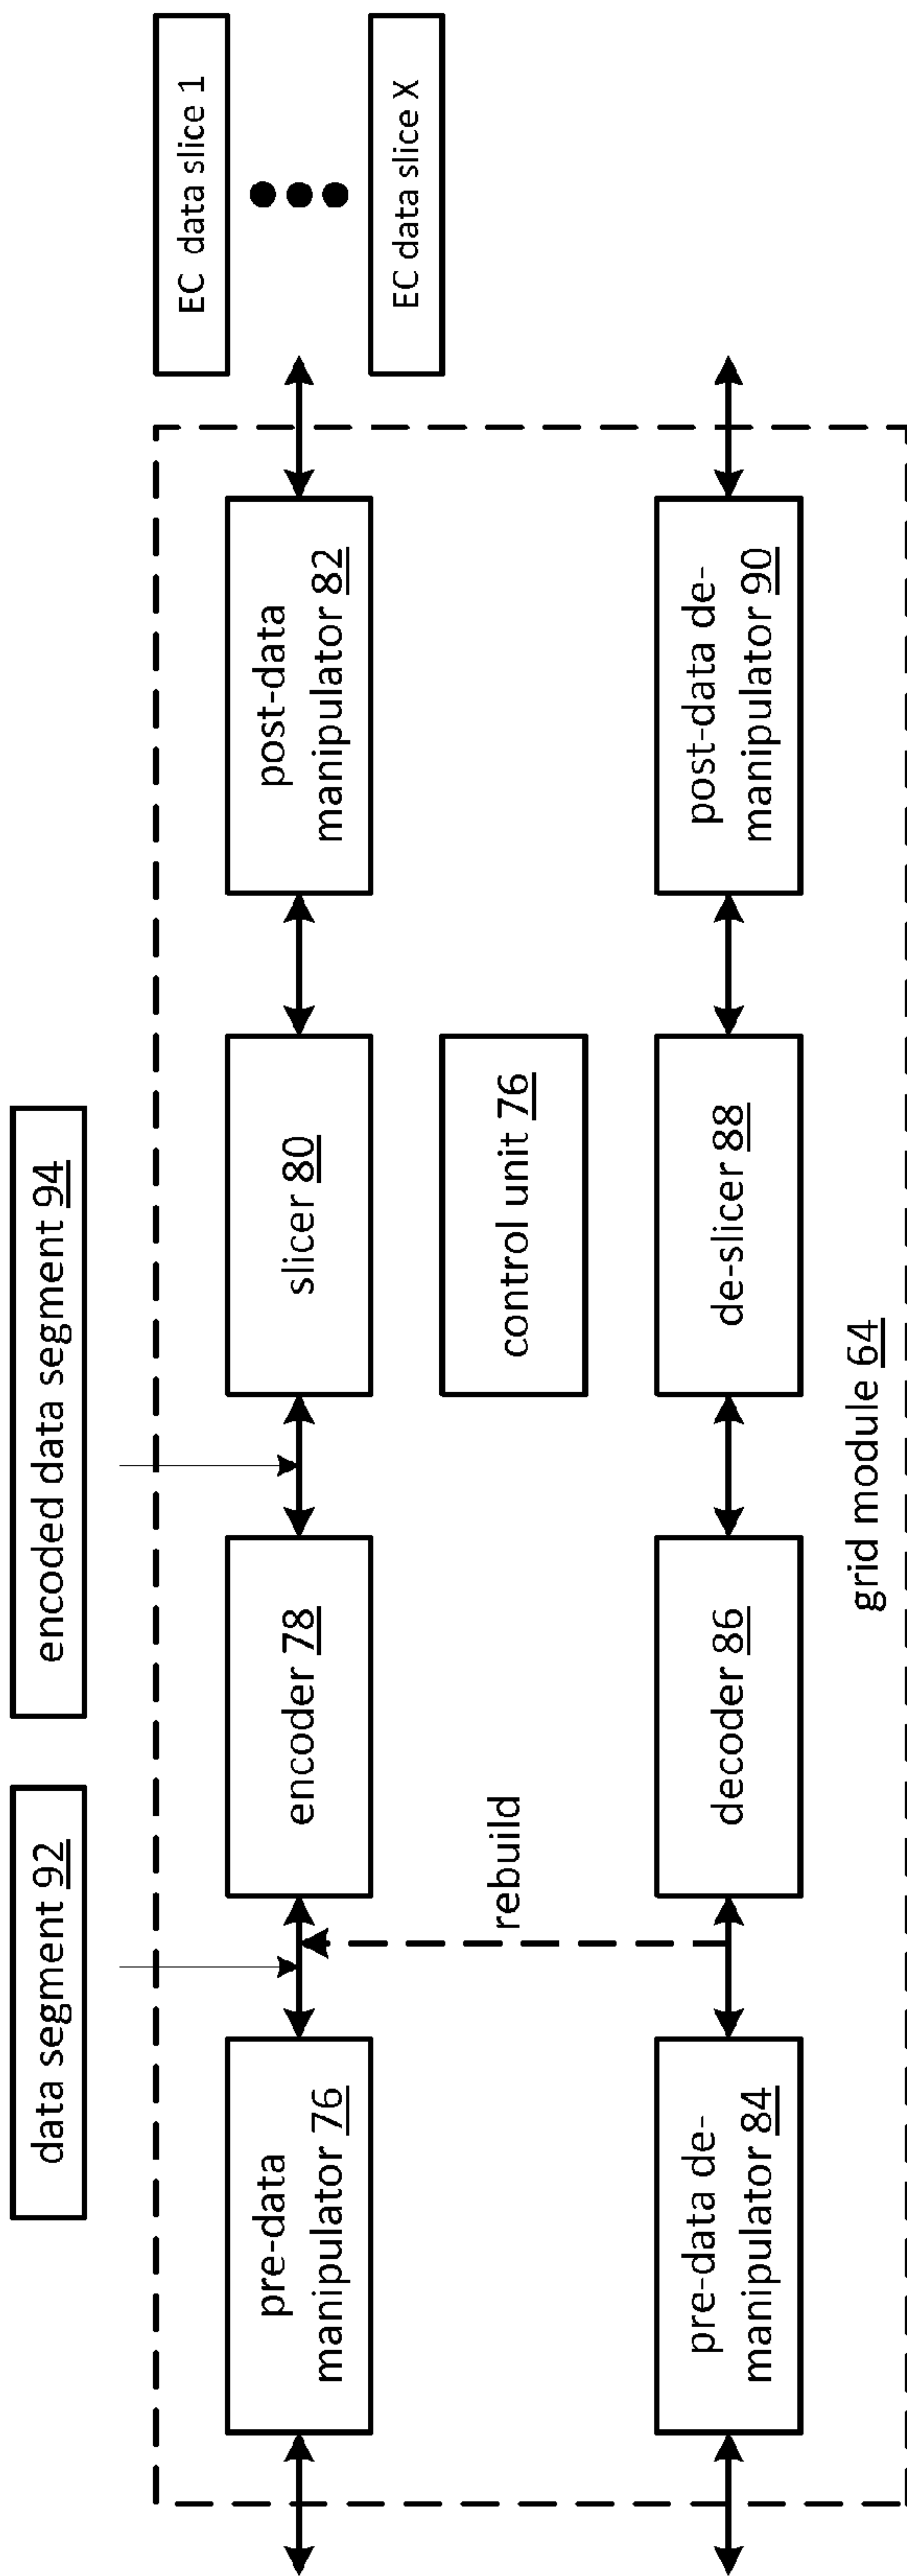 data segment 92
encoded data segment 94
EC data slice 1
EC data slice X
pre-data
manipulator 76
encoder 78
slicer 80
post-data
manipulator 82
rebuild
control unit 76
pre-data de-
manipulator 84
decoder 86
de-slicer 88
post-data de-
manipulator 90
grid module 64